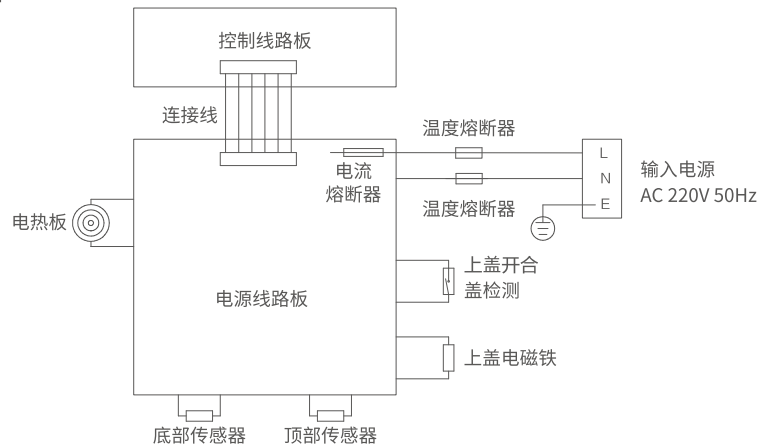 控制线路板
连接线
温度熔断器
L
电流
熔断器
N
输入电源
AC 220V 50Hz
E
温度熔断器
电热板
上盖开合
盖检测
电源线路板
上盖电磁铁
底部传感器
顶部传感器